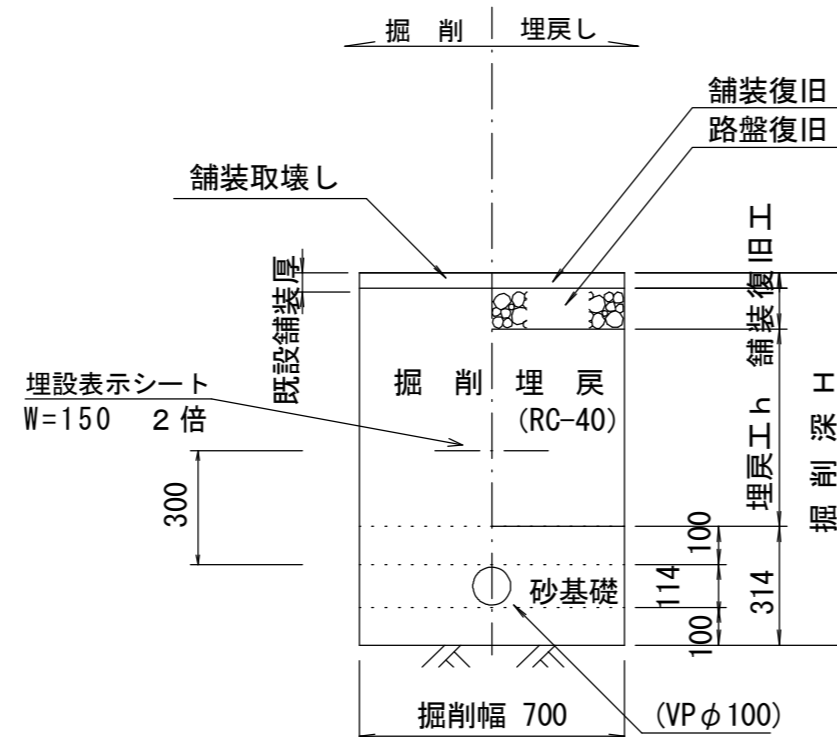 掘 削 埋戻し
舗装復旧
路盤復旧
舗装取壊し
既設舗装厚
舗装復旧工
埋設表示シート
W=150 2倍
掘 削 埋 戻
(RC-40)
埋戻工h
掘削深H
300
100
砂基礎
114
314
100
掘削幅 700
(VPφ100)